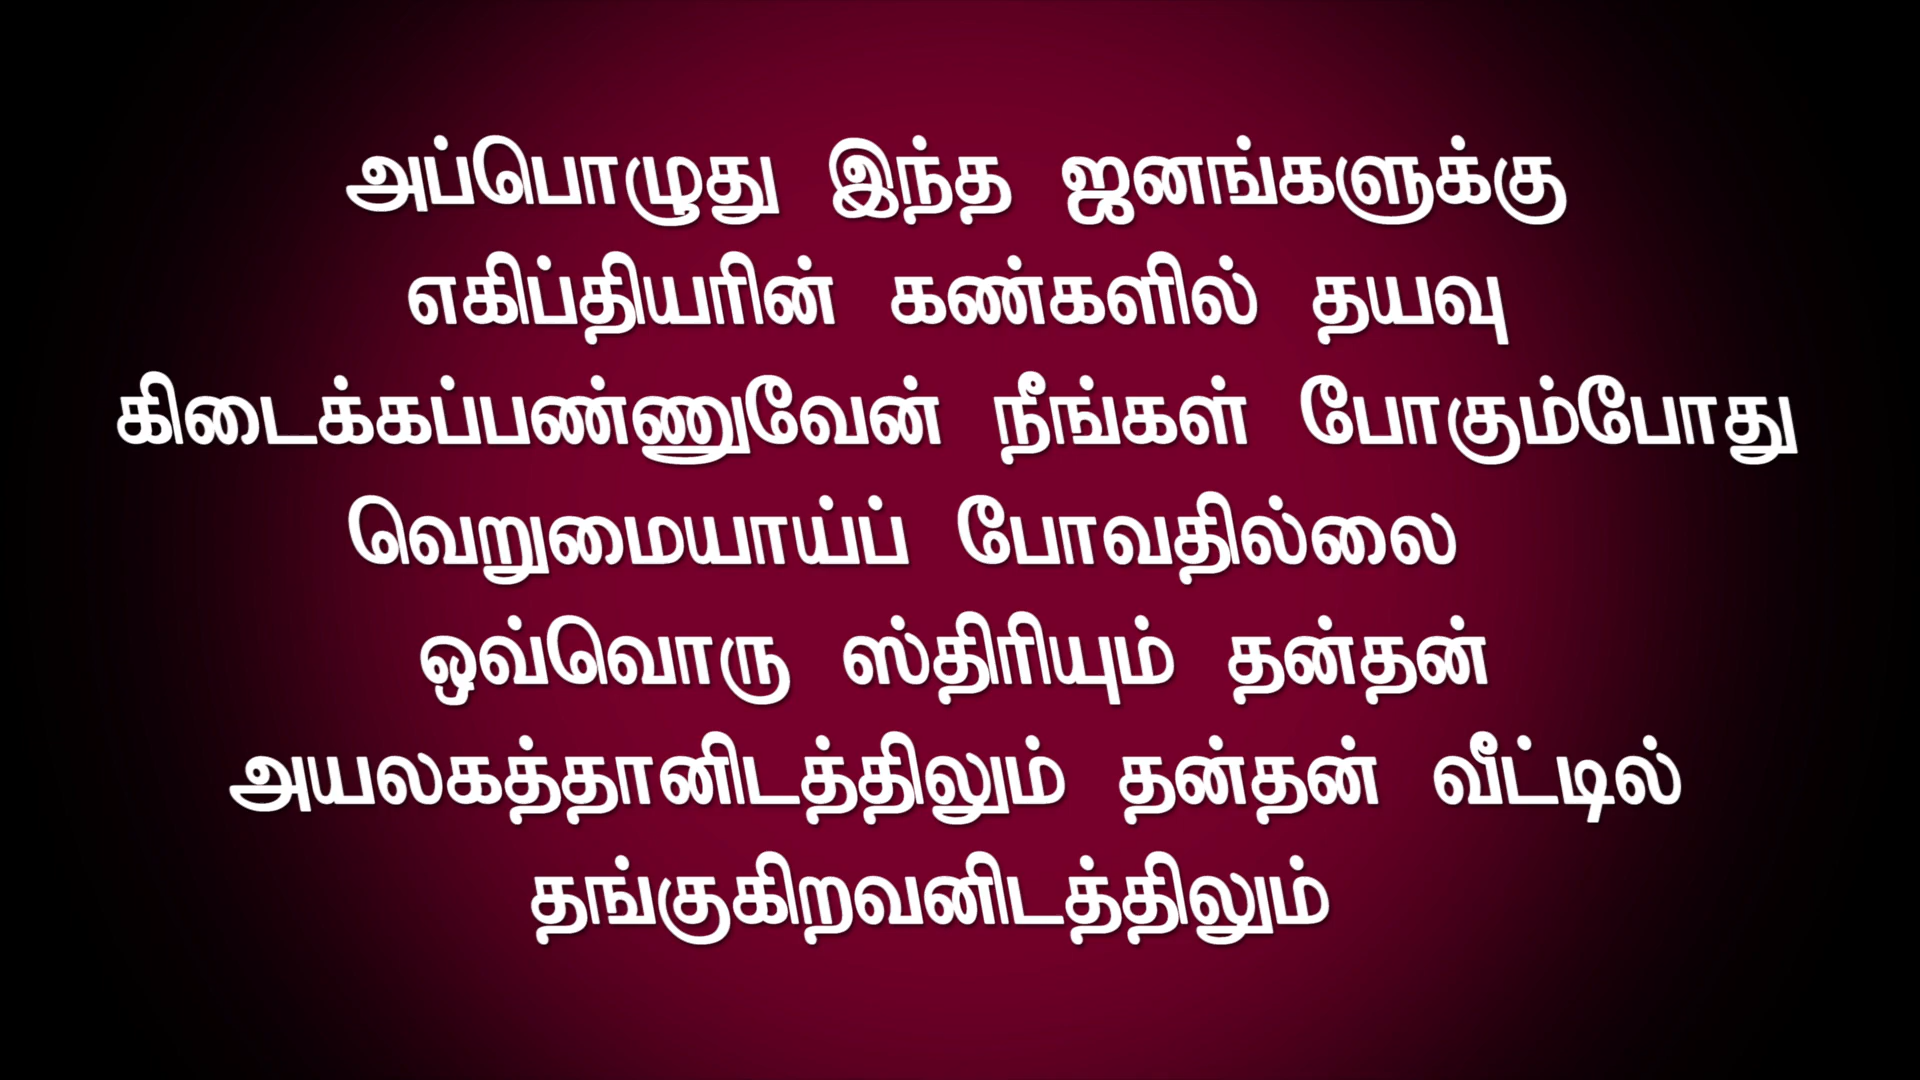 அப்பொழுது இந்த ஜனங்களுக்கு
எகிப்தியரின் கண்களில் தயவு
கிடைக்கப்பண்ணுவேன் நீங்கள் போகும்போது
வெறுமையாய்ப் போவதில்லை
ஒவ்வொரு ஸ்திரியும் தன்தன்
அயலகத்தானிடத்திலும் தன்தன் வீட்டில்
தங்குகிறவனிடத்திலும்